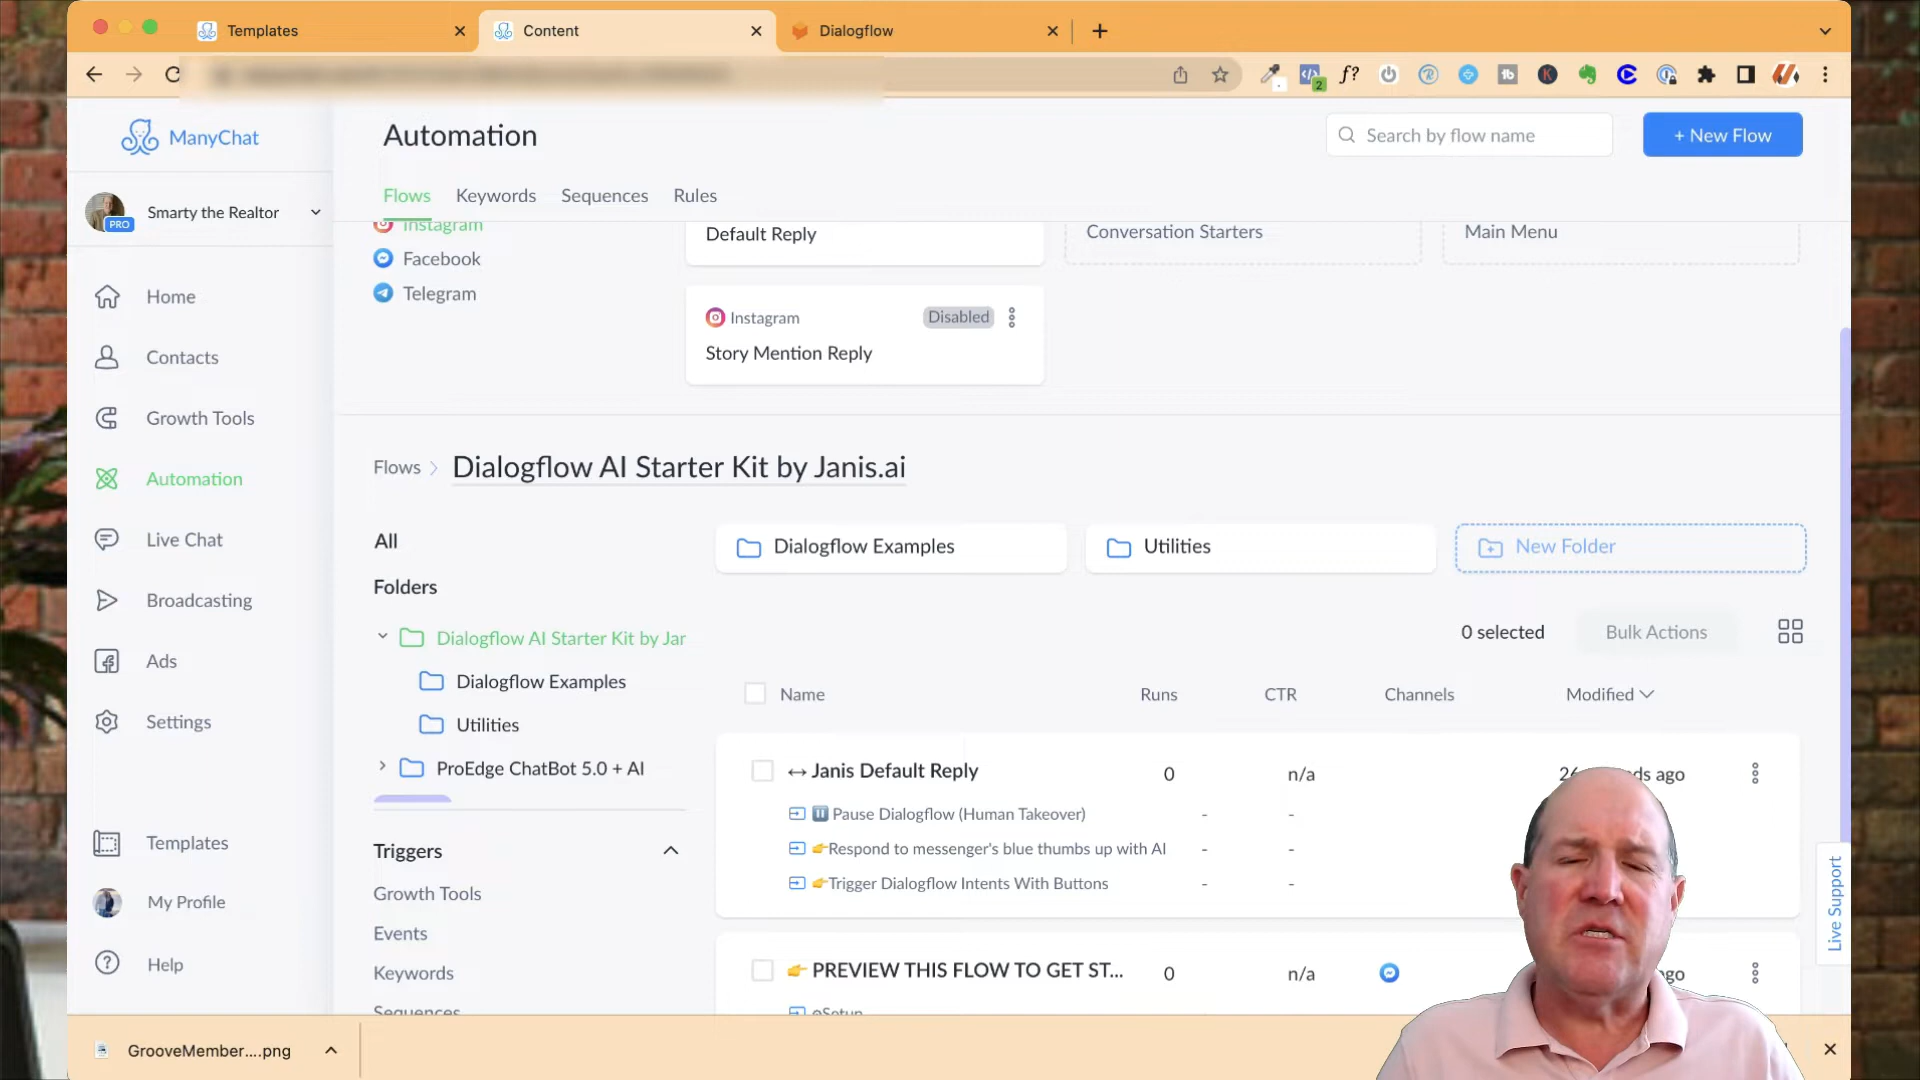 Templates
Content
Dialogflow
2
f?
tb
K
ManyChat
Automation
Search by flow name
+ New Flow
Smarty the Realtor
PRO
Flows
Keywords
Sequences
Rules
Instagram
Facebook
Telegram
Default Reply
Conversation Starters
Main Menu
Instagram
Disabled
Story Mention Reply
Home
Contacts
Growth Tools
Automation
Live Chat
Broadcasting
Ads
Settings
Templates
My Profile
Help
Flows
Dialogflow AI Starter Kit by Janis.ai
All
Folders
Dialogflow AI Starter Kit by Jar
Dialogflow Examples
Utilities
ProEdge ChatBot 5.0 + AI
Triggers
Growth Tools
Events
Keywords
Sequences
Dialogflow Examples
Utilities
New Folder
0 selected
Bulk Actions
Name
Runs
CTR
Channels
Modified
Janis Default Reply
0
n/a
ago
Pause Dialogflow (Human Takeover)
-
-
Respond to messenger's blue thumbs up with AI
-
-
Trigger Dialogflow Intents With Buttons
-
-
PREVIEW THIS FLOW TO GET ST...
0
n/a
Setup
Live Support
GrooveMember....png